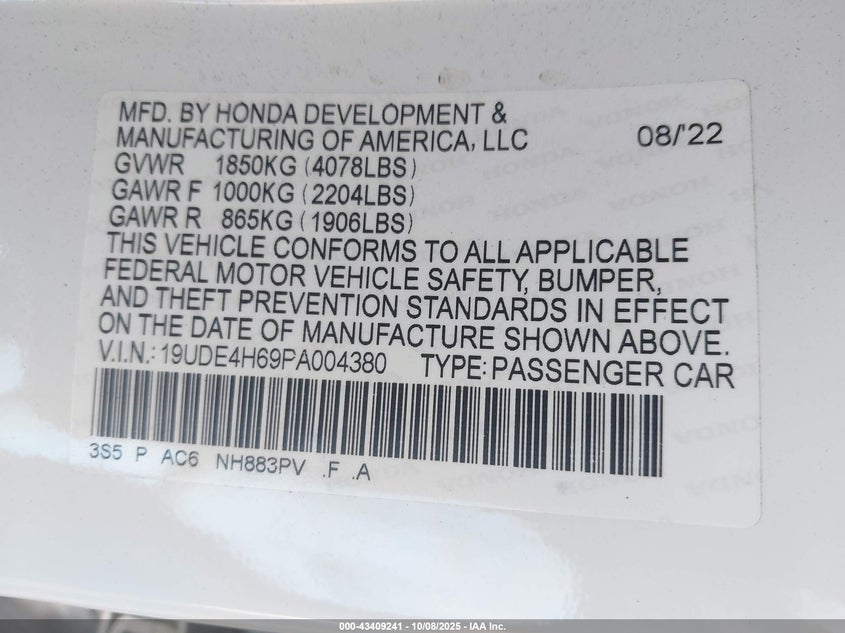 MFD. BY HONDA DEVELOPMENT &
MANUFACTURING OF AMERICA, LLC 08/'22
GVWR 1850KG (4078LBS)
GAWR F 1000KG (2204LBS)
GAWR R 865KG (1906LBS)
THIS VEHICLE CONFORMS TO ALL APPLICABLE
FEDERAL MOTOR VEHICLE SAFETY, BUMPER,
AND THEFT PREVENTION STANDARDS IN EFFECT
ON THE DATE OF MANUFACTURE SHOWN ABOVE.
V.I.N.: 19UDE4H69PA004380 TYPE: PASSENGER CAR
3S5 P AC6 NH883PV .F .A
000-43409241 - 10/08/2025 - IAA Inc.